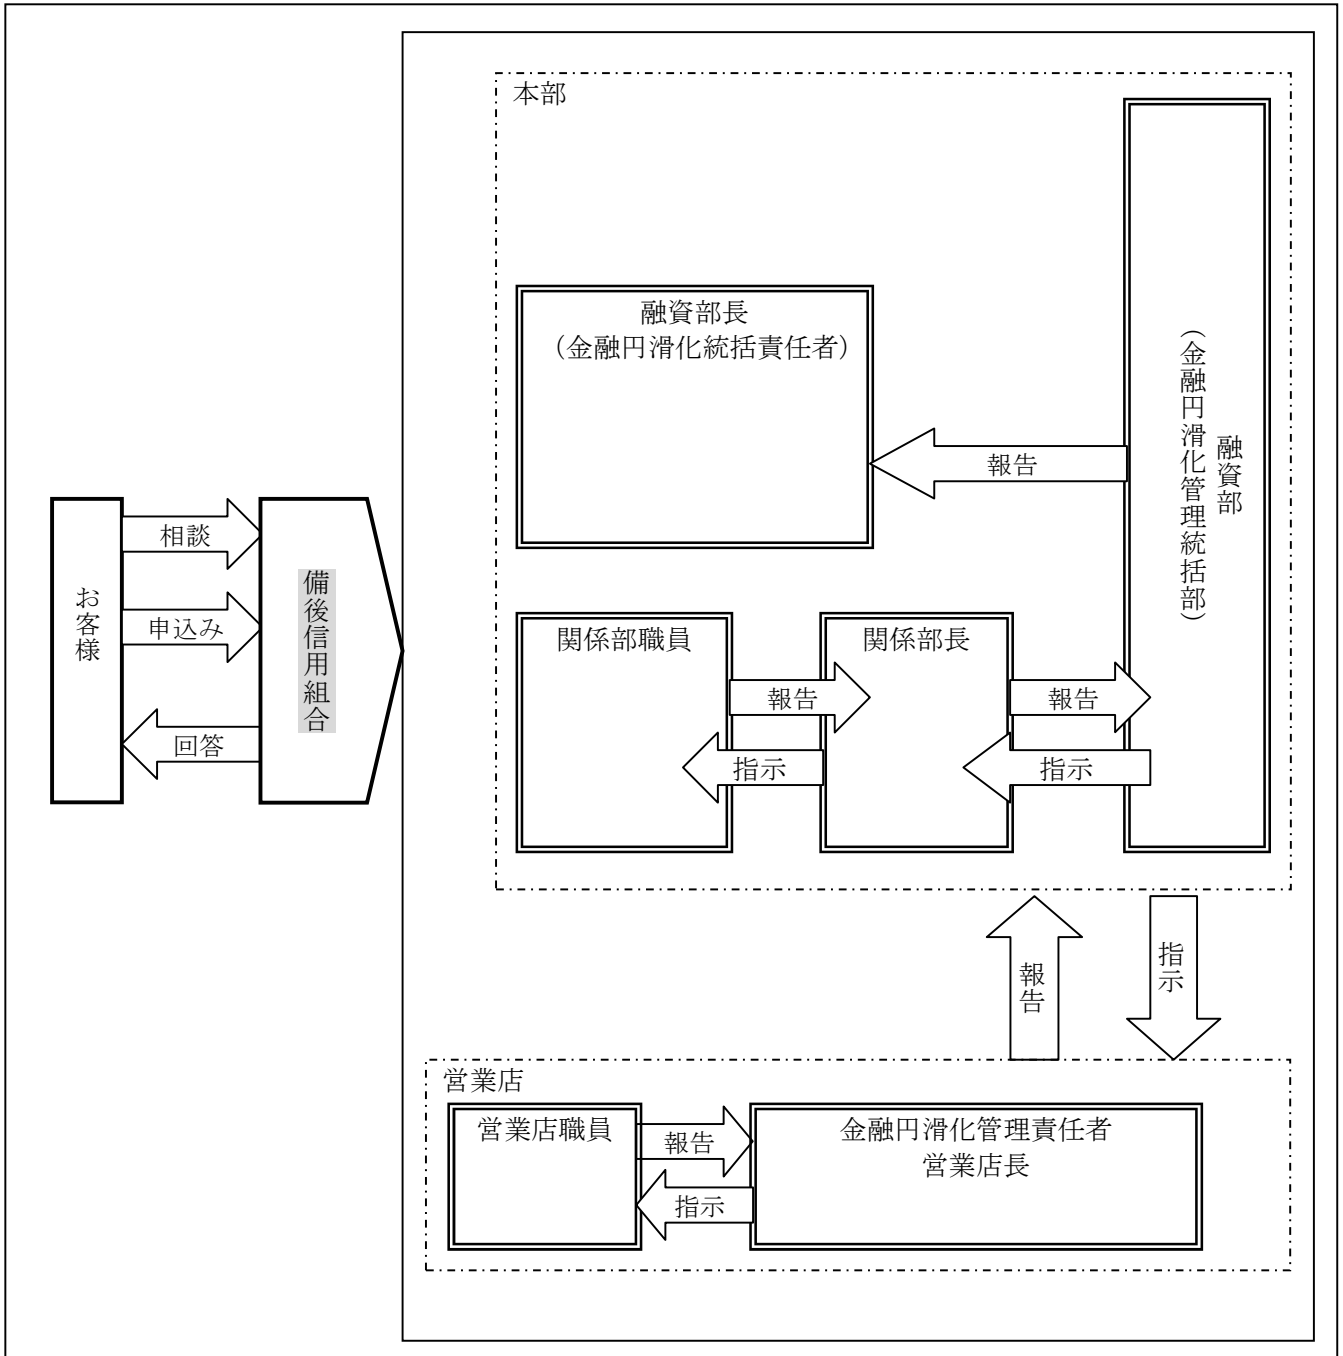 本部
融資部長
（金融円滑化統括責任者）
融資部
（金融円滑化管理統括部）
報告
お客様
相談
申込み
回答
備後信用組合
関係部職員
関係部長
報告
報告
指示
指示
報告
指示
営業店
営業店職員
報告
指示
金融円滑化管理責任者
営業店長